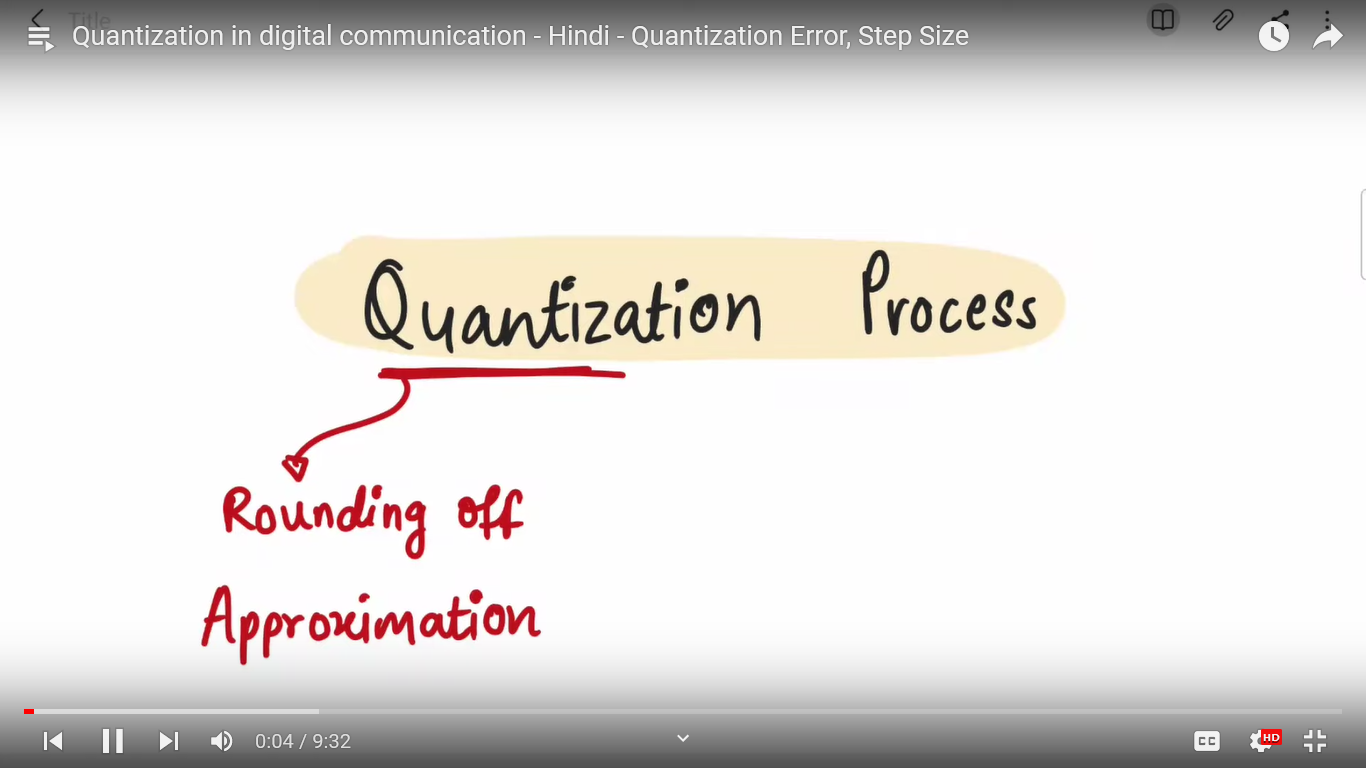 Title
Quantization in digital communication - Hindi - Quantization Error, Step Size
Quantization Process
Rounding off
Approximation
0:04 / 9:32
CC
HD